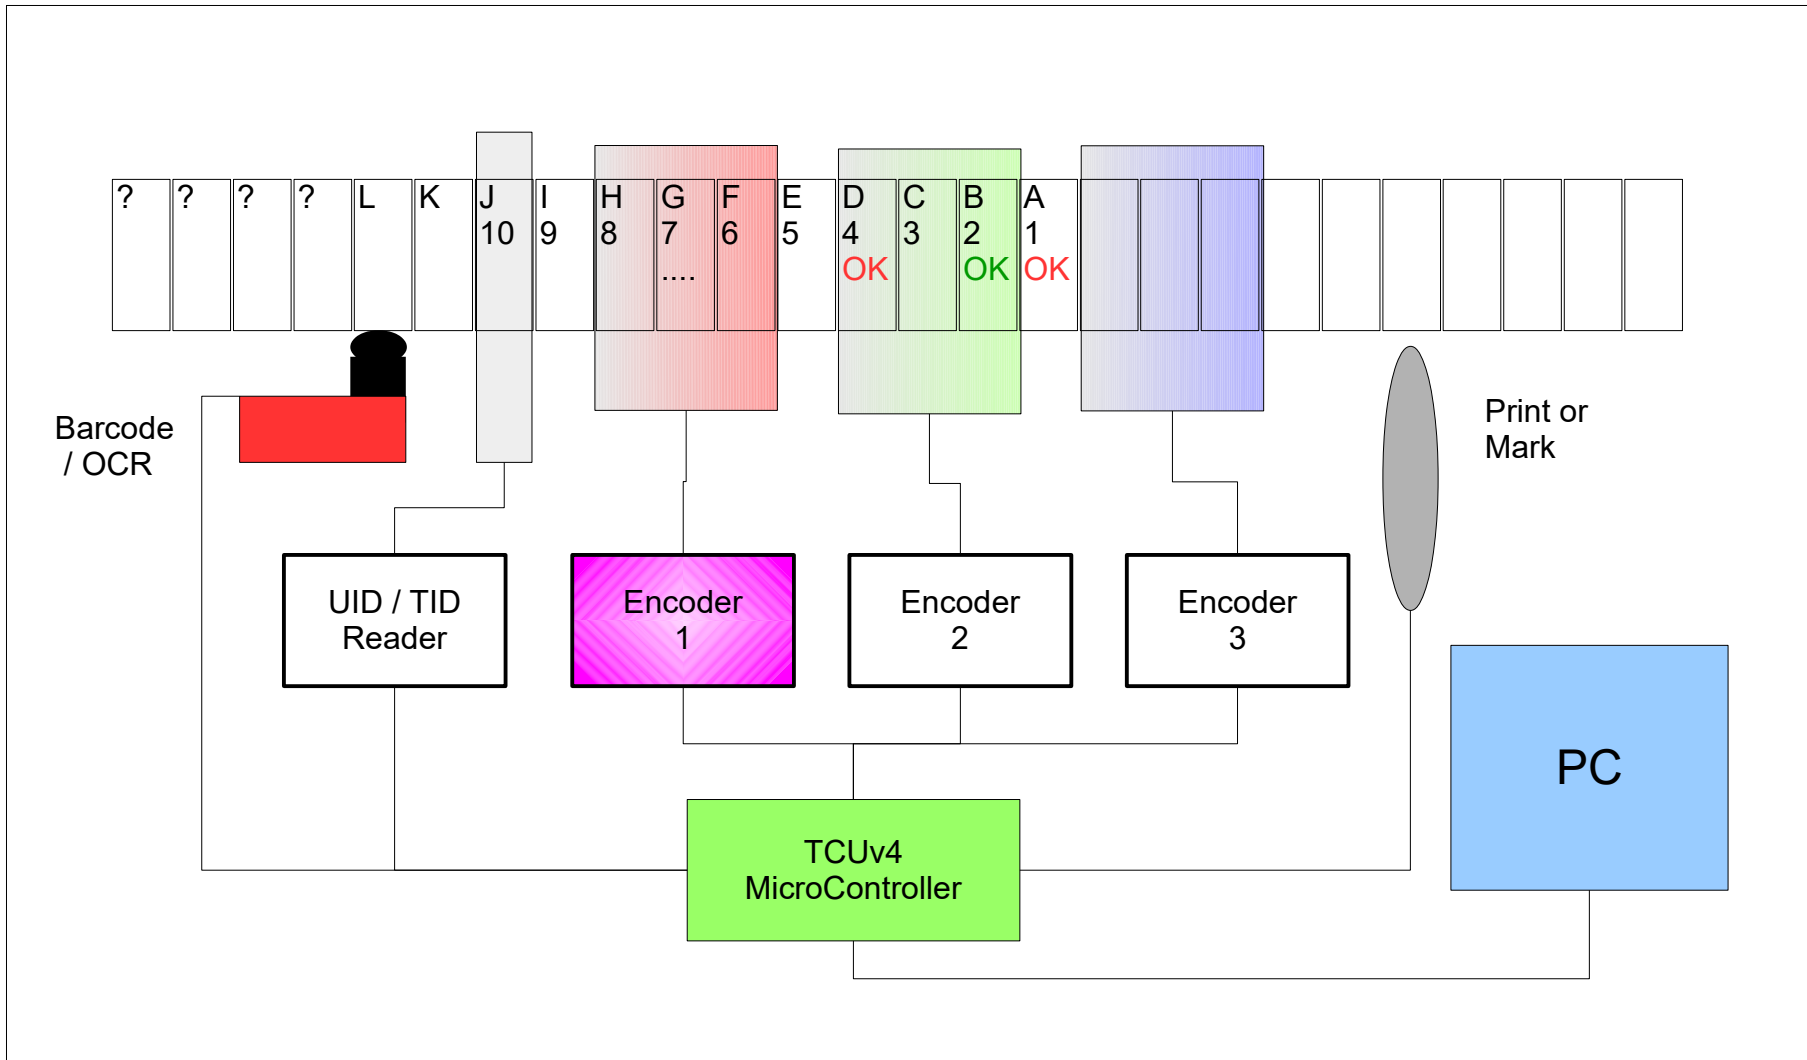 ? ? ? ? L K J I H G F E D C B A
10 9 8 7 6 5 4 3 2 1
.... OK OK OK
Barcode
/ OCR
Print or
Mark
UID / TID
Reader
Encoder
1
Encoder
2
Encoder
3
PC
TCUv4
MicroController